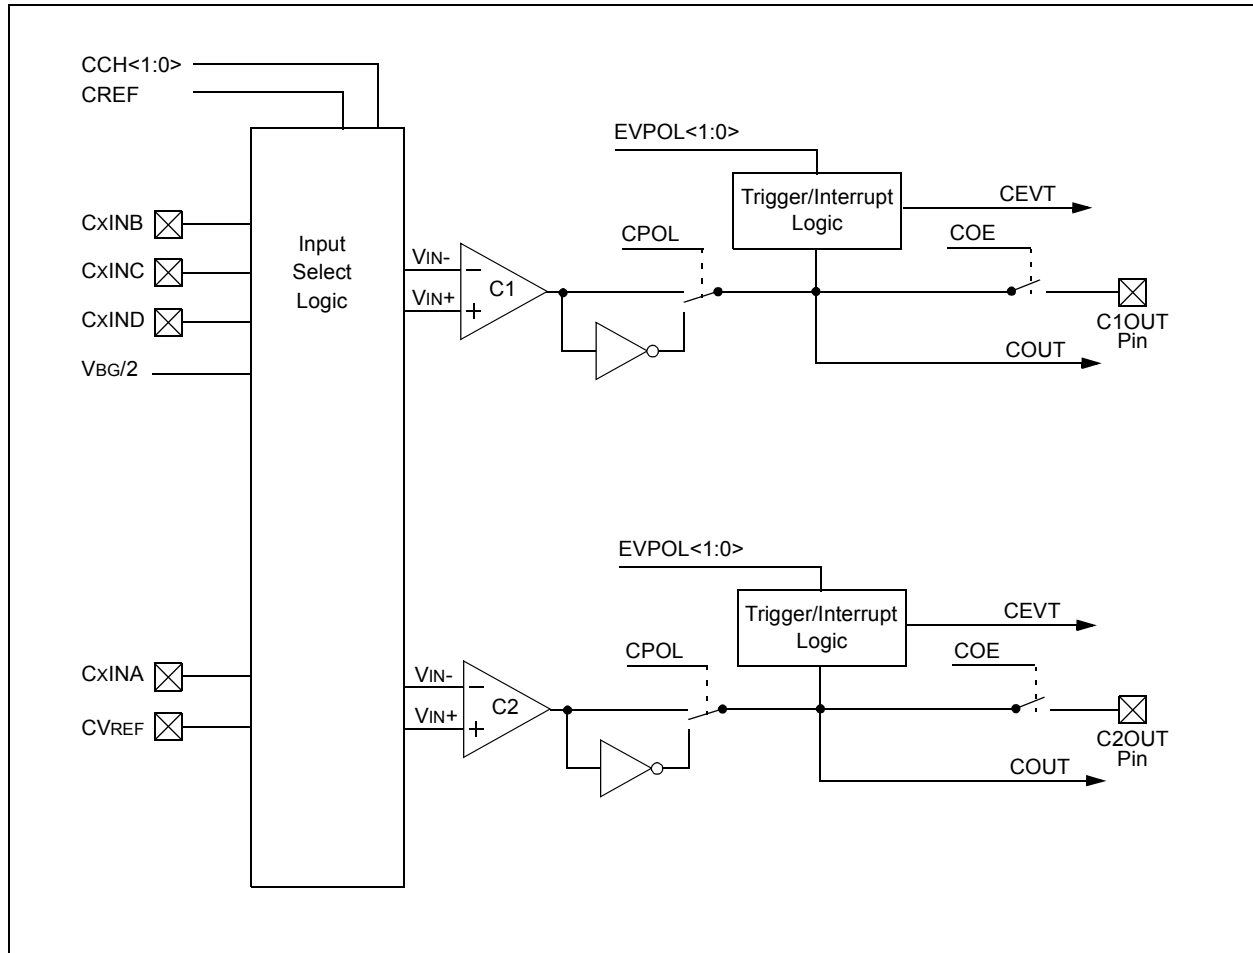 CCH<1:0>
CREF
CXINB
CXINC
CXIND
VBG/2
Input
Select
Logic
VIN-
VIN+
−
+
C1
CPOL
EVPOL<1:0>
Trigger/Interrupt
Logic
CEVT
COE
C1OUT
Pin
COUT
CXINA
CVREF
VIN-
VIN+
−
+
C2
CPOL
EVPOL<1:0>
Trigger/Interrupt
Logic
CEVT
COE
C2OUT
Pin
COUT